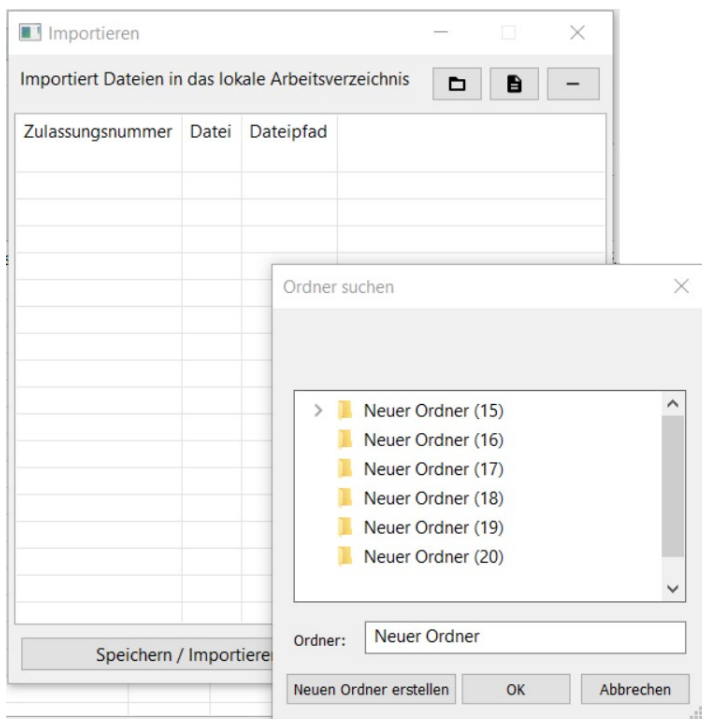 Importieren
Importiert Dateien in das lokale Arbeitsverzeichnis
Zulassungsnummer Datei Dateipfad
Ordner suchen
Neuer Ordner (15)
Neuer Ordner (16)
Neuer Ordner (17)
Neuer Ordner (18)
Neuer Ordner (19)
Neuer Ordner (20)
Ordner: Neuer Ordner
Speichern / Importieren
Neuen Ordner erstellen OK Abbrechen